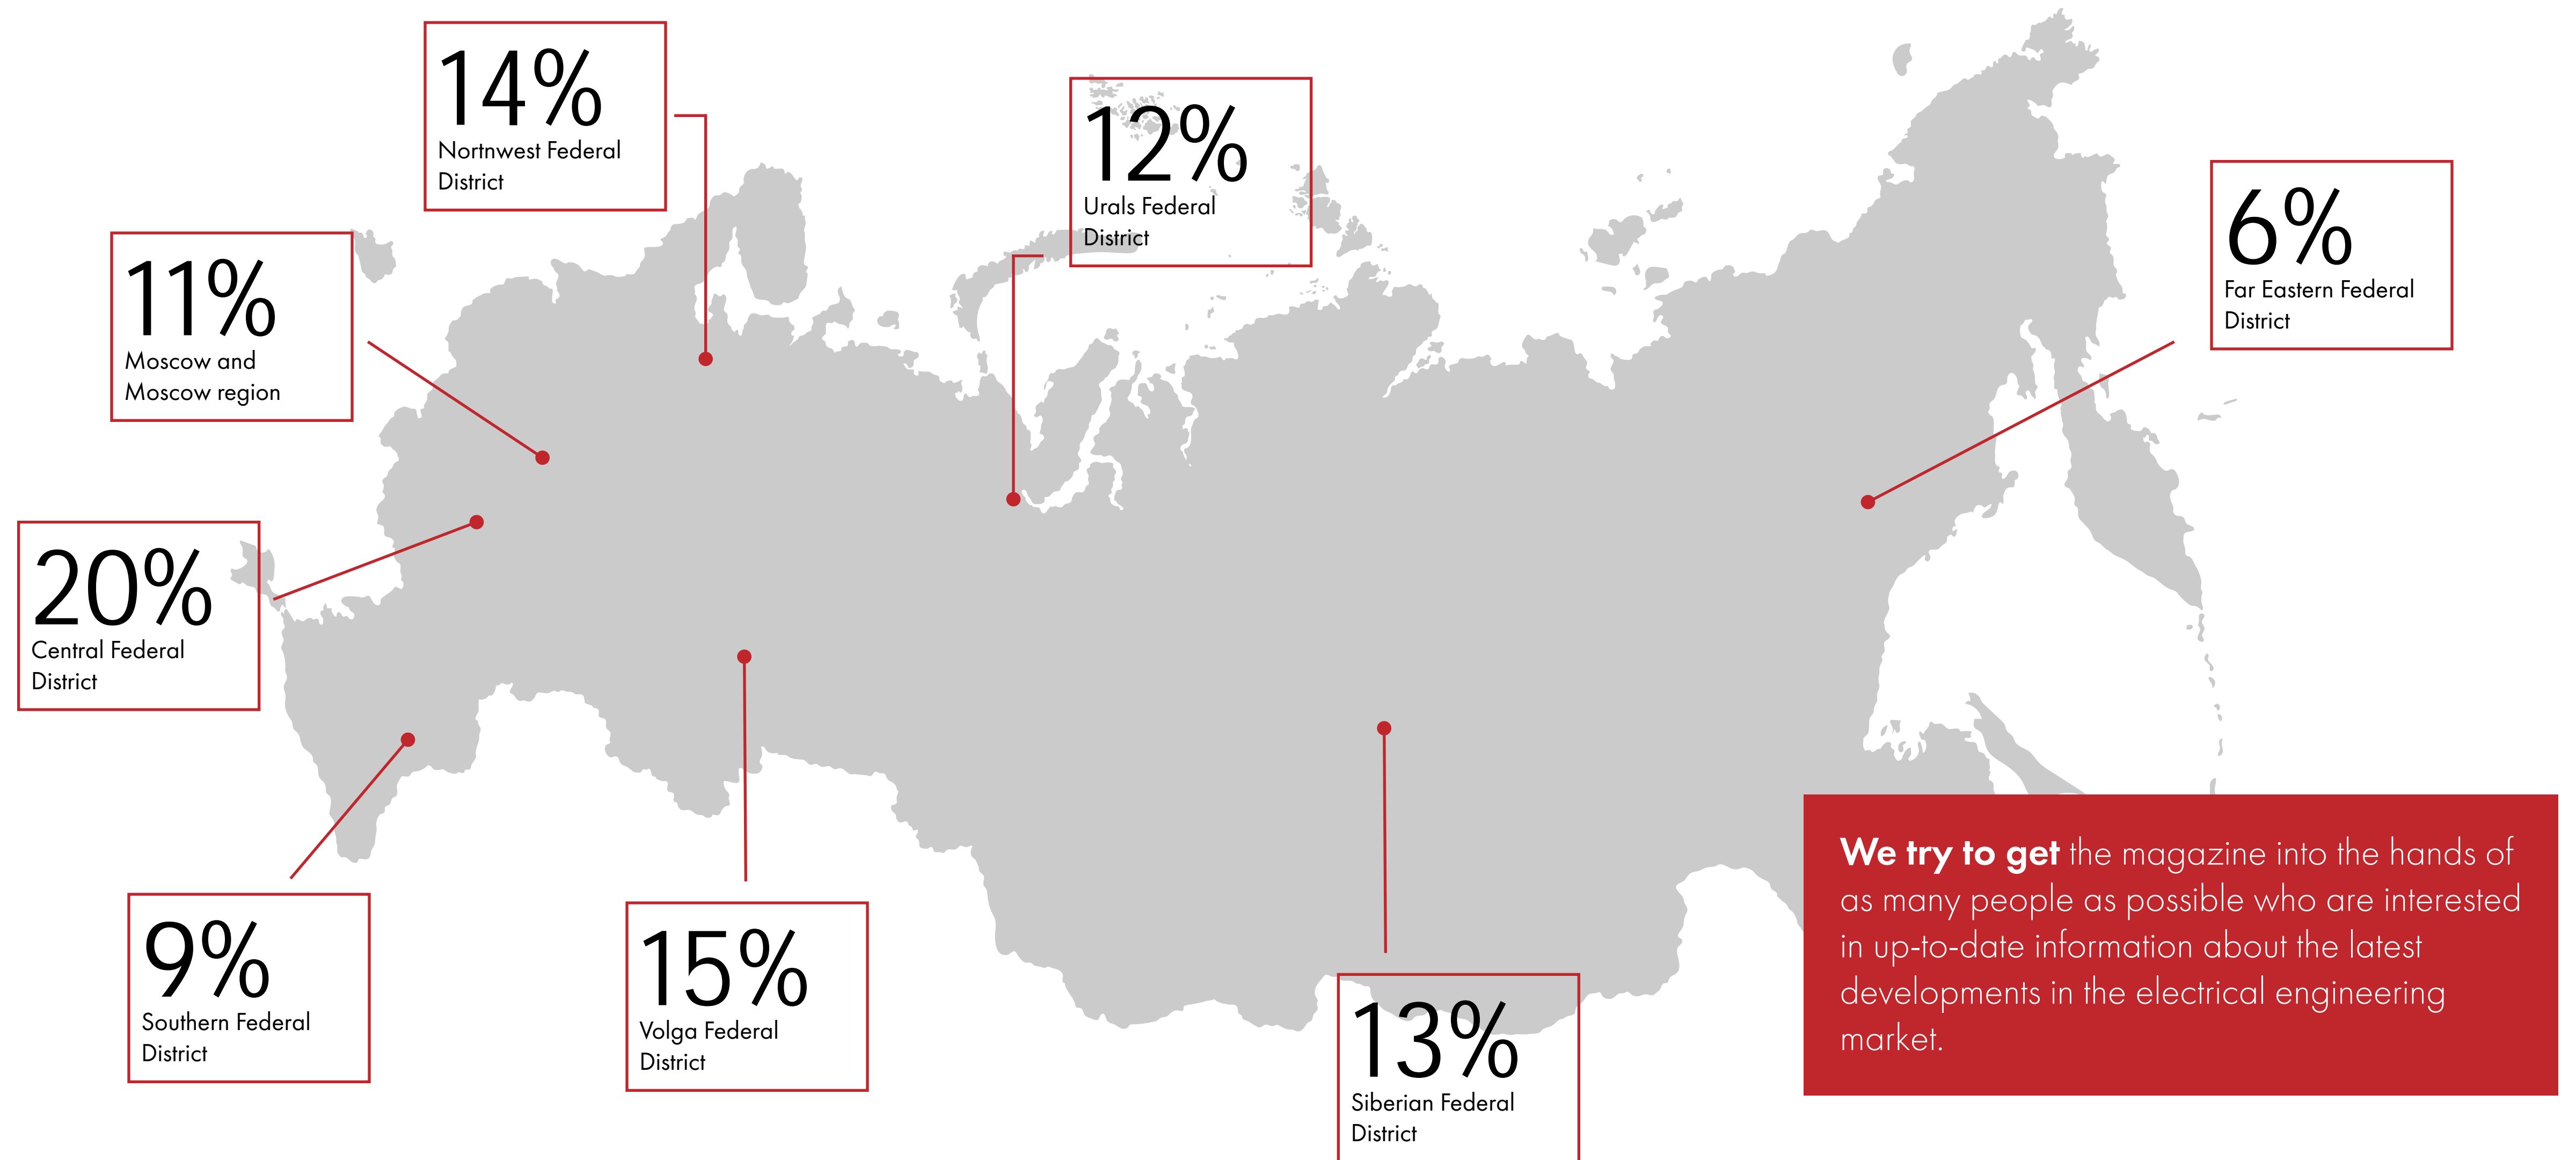 14%
Nortnwest Federal
District
12%
Urals Federal
District
6%
Far Eastern Federal
District
11%
Moscow and
Moscow region
20%
Central Federal
District
9%
Southern Federal
District
15%
Volga Federal
District
13%
Siberian Federal
District
We try to get the magazine into the hands of
as many people as possible who are interested
in up-to-date information about the latest
developments in the electrical engineering
market.